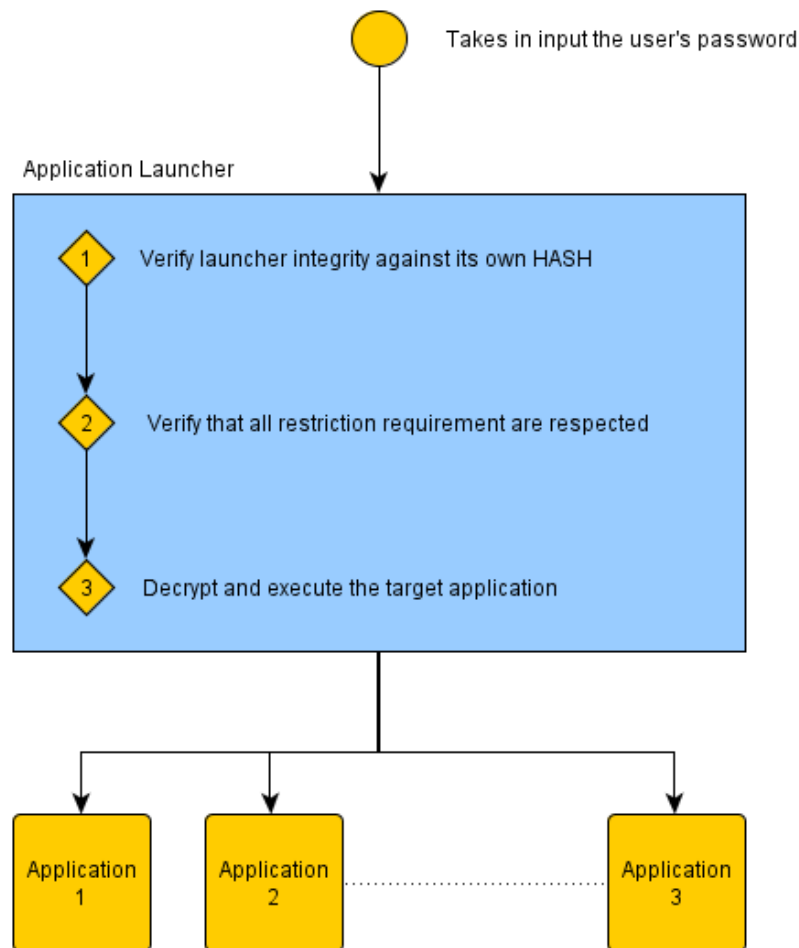 Takes in input the user's password
Application Launcher
1
Verify launcher integrity against its own HASH
2
Verify that all restriction requirement are respected
3
Decrypt and execute the target application
Application
1
Application
2
Application
3